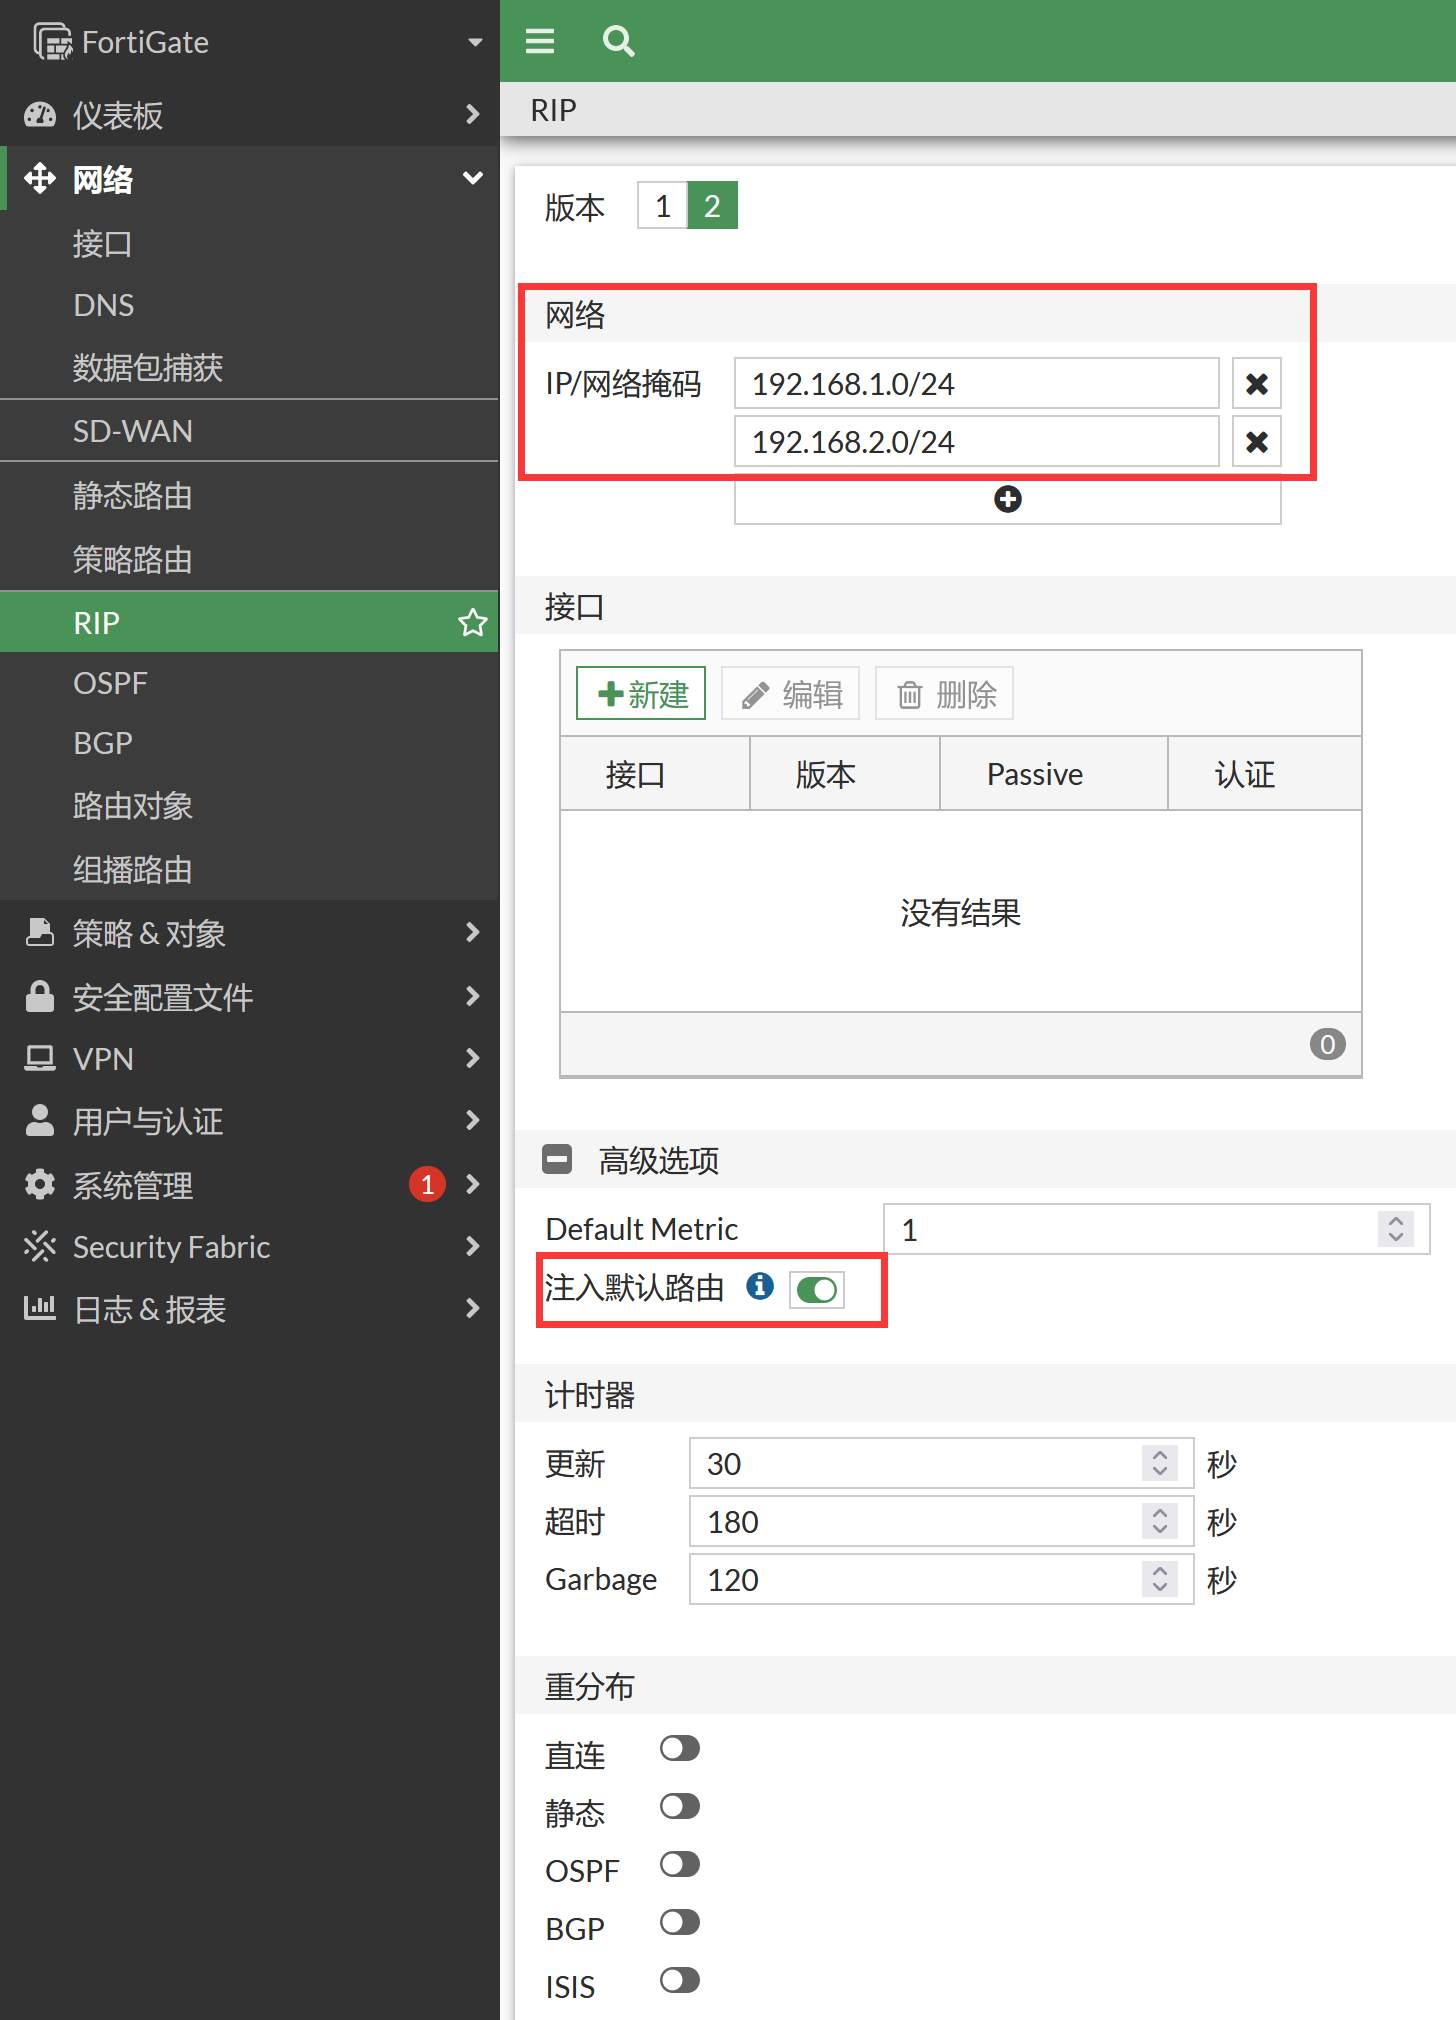 FortiGate
仪表板
网络
接口
DNS
数据包捕获
SD-WAN
静态路由
策略路由
RIP
OSPF
BGP
路由对象
组播路由
策略 & 对象
安全配置文件
VPN
用户与认证
系统管理 1
Security Fabric
日志 & 报表
RIP
版本 1 2
网络
IP/网络掩码 192.168.1.0/24
192.168.2.0/24
接口
新建 编辑 删除
接口 版本 Passive 认证
没有结果
0
高级选项
Default Metric 1
注入默认路由
计时器
更新 30 秒
超时 180 秒
Garbage 120 秒
重分布
直连
静态
OSPF
BGP
ISIS